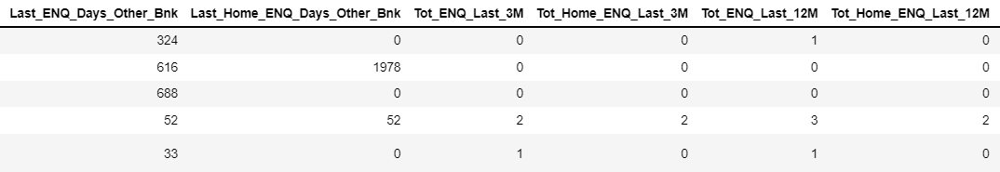 Last_ENQ_Days_Other_Bnk Last_Home_ENQ_Days_Other_Bnk Tot_ENQ_Last_3M Tot_Home_ENQ_Last_3M Tot_ENQ_Last_12M Tot_Home_ENQ_Last_12M
324 0 0 0 1 0
616 1978 0 0 0 0
688 0 0 0 0 0
52 52 2 2 3 2
33 0 1 0 1 0